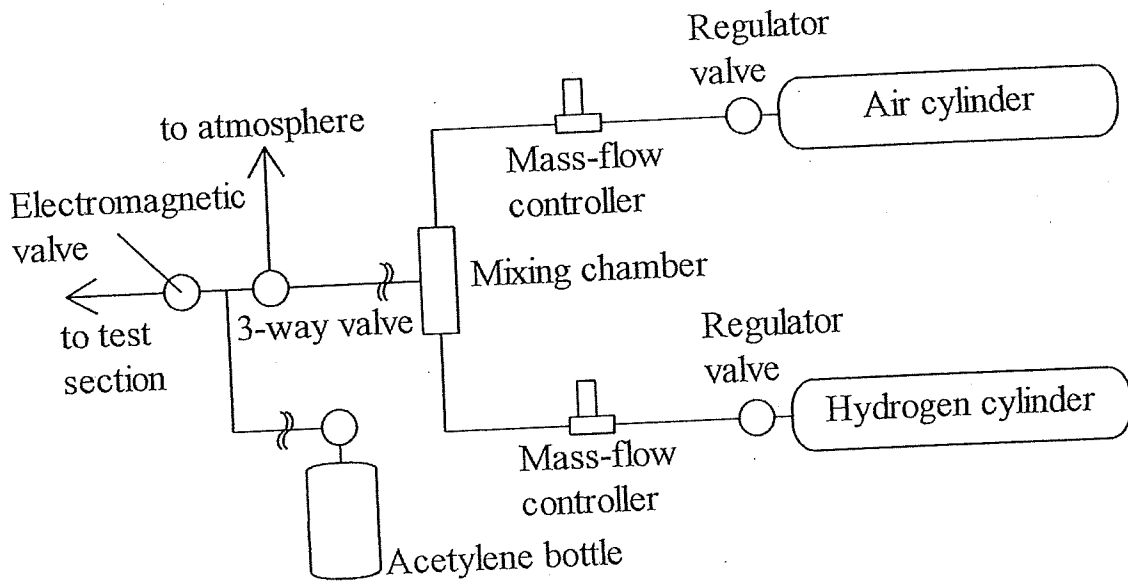 Regulator
valve
Air cylinder
to atmosphere
Mass-flow
controller
Electromagnetic
valve
Mixing chamber
3-way valve
to test
section
Regulator
valve
Hydrogen cylinder
Mass-flow
controller
Acetylene bottle